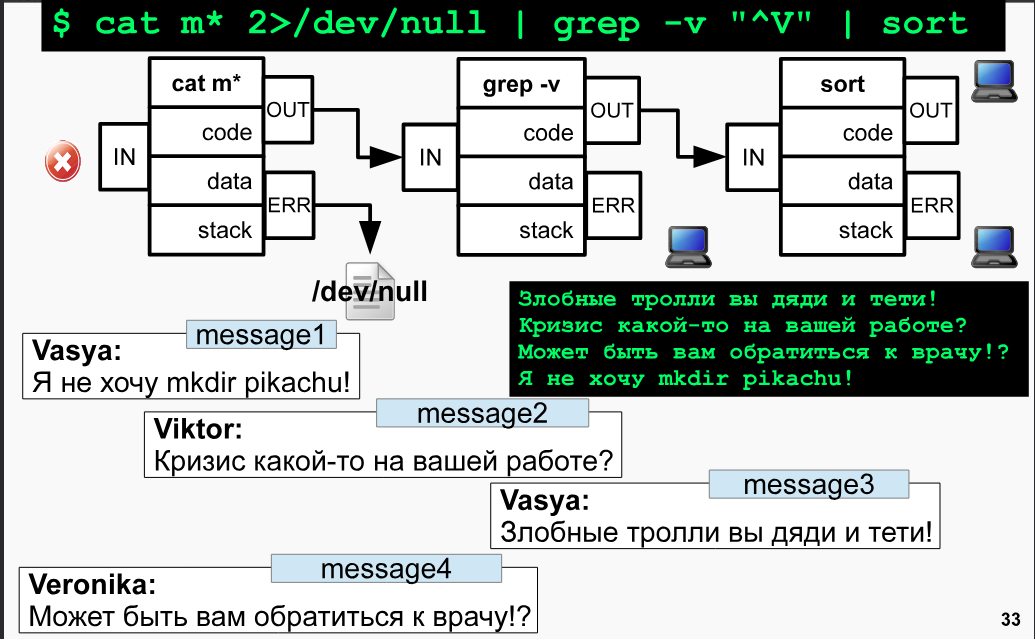 $ cat m* 2>/dev/null | grep -v "^V" | sort
cat m*
IN
code
data
stack
OUT
ERR
/dev/null
grep -v
IN
code
data
stack
OUT
ERR
sort
IN
code
data
stack
OUT
ERR
Злобные тролли вы дяди и тети!
Кризис какой-то на вашей работе?
Может быть вам обратиться к врачу!?
Я не хочу mkdir pikachu!
message1
Vasya:
Я не хочу mkdir pikachu!
message2
Viktor:
Кризис какой-то на вашей работе?
message3
Vasya:
Злобные тролли вы дяди и тети!
message4
Veronika:
Может быть вам обратиться к врачу!?
33